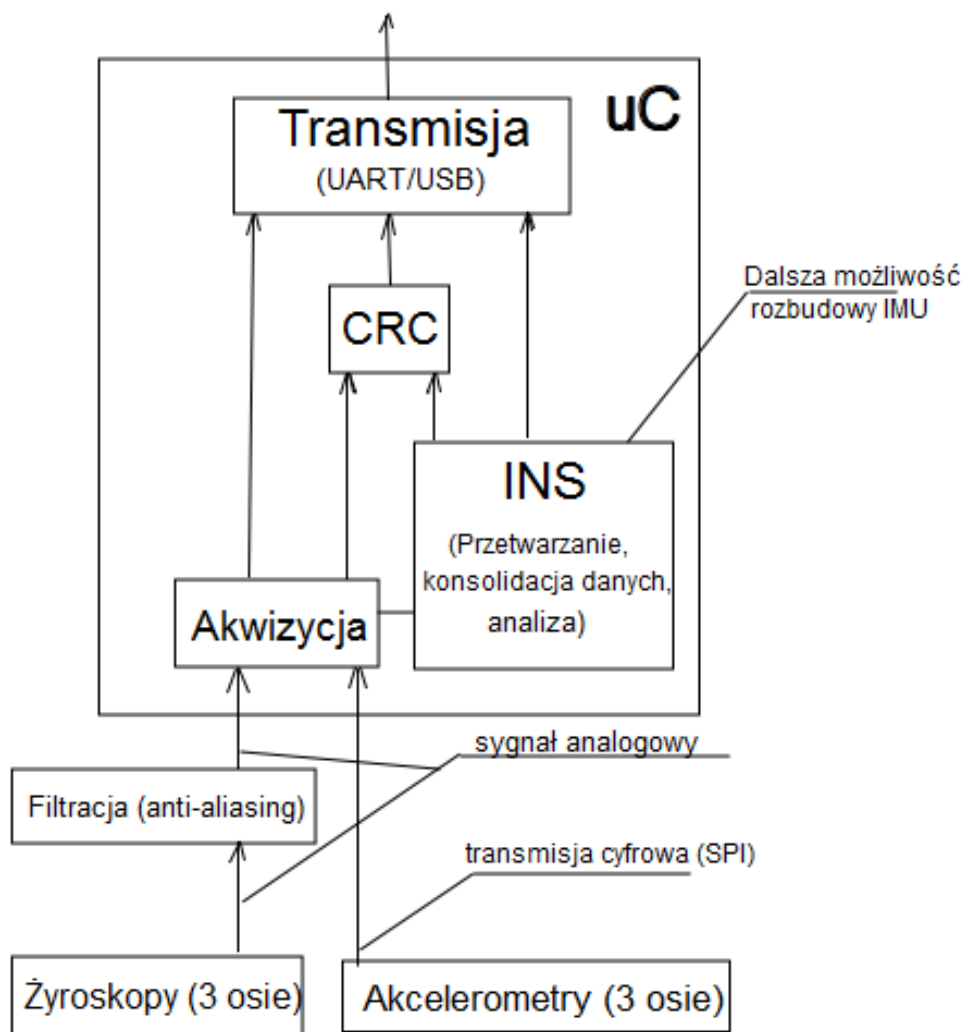 uC
Transmisja
(UART/USB)
Dalsza możliwość
rozbudowy IMU
CRC
INS
(Przetwarzanie,
konsolidacja danych,
analiza)
Akwizycja
sygnał analogowy
Filtracja (anti-aliasing)
transmisja cyfrowa (SPI)
Żyroskopy (3 osie)
Akcelerometry (3 osie)